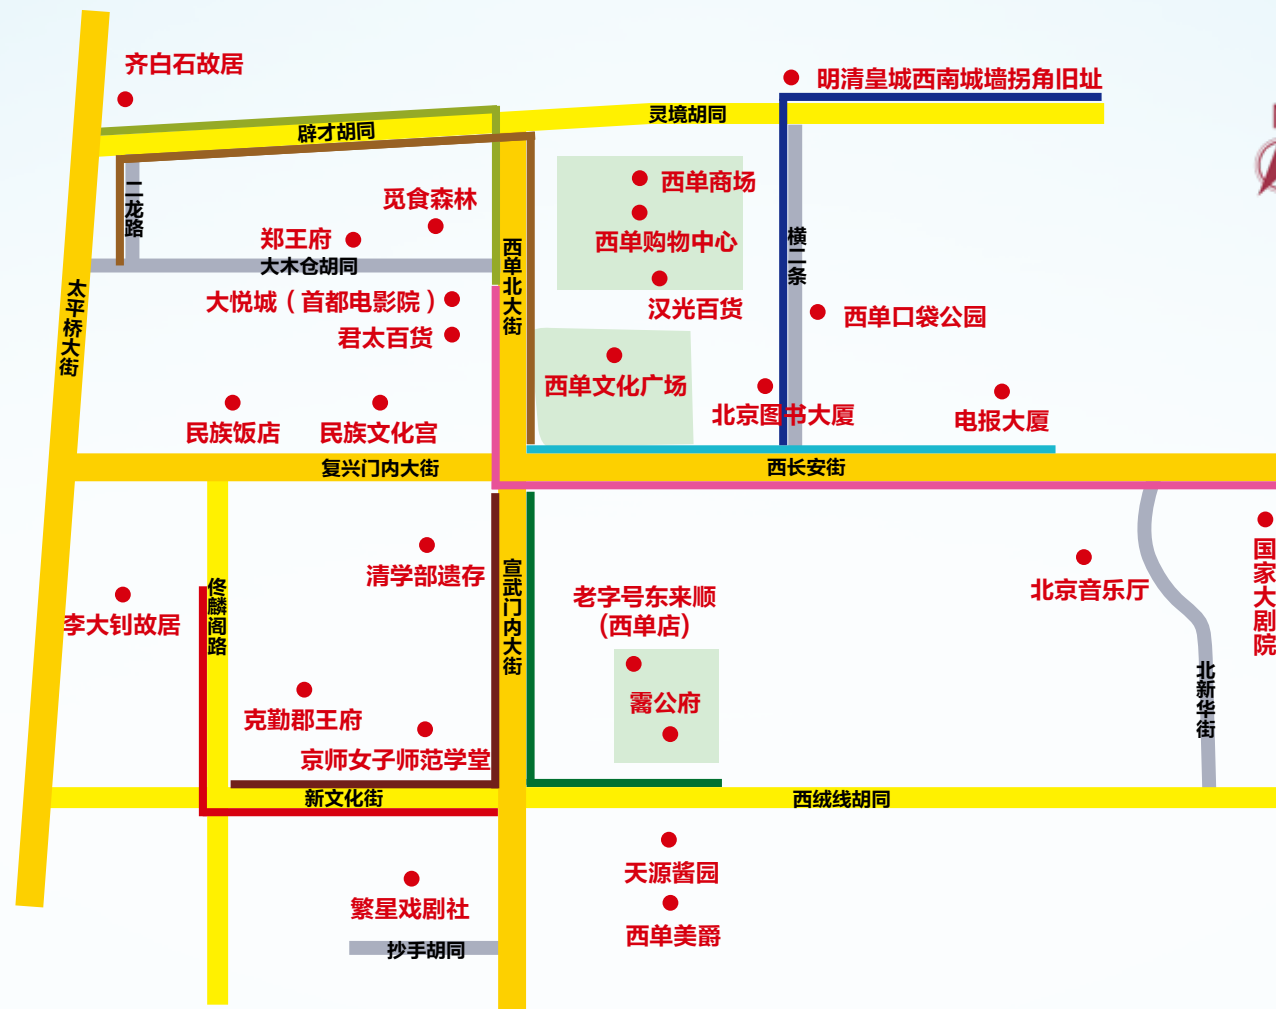 齐白石故居
明清皇城西南城墙拐角旧址
灵境胡同
辟才胡同
二龙路
觅食森林
郑王府
大木仓胡同
西单北大街
西单商场
西单购物中心
横二条
汉光百货
大悦城（首都电影院）
君太百货
西单口袋公园
太平桥大街
西单文化广场
北京图书大厦
电报大厦
民族饭店
民族文化宫
复兴门内大街
西长安街
清学部遗存
宣武门内大街
国家大剧院
北京音乐厅
老字号东来顺
（西单店）
佟麟阁路
李大钊故居
北新华街
霱公府
克勤郡王府
京师女子师范学堂
新文化街
西绒线胡同
天源酱园
繁星戏剧社
西单美爵
抄手胡同